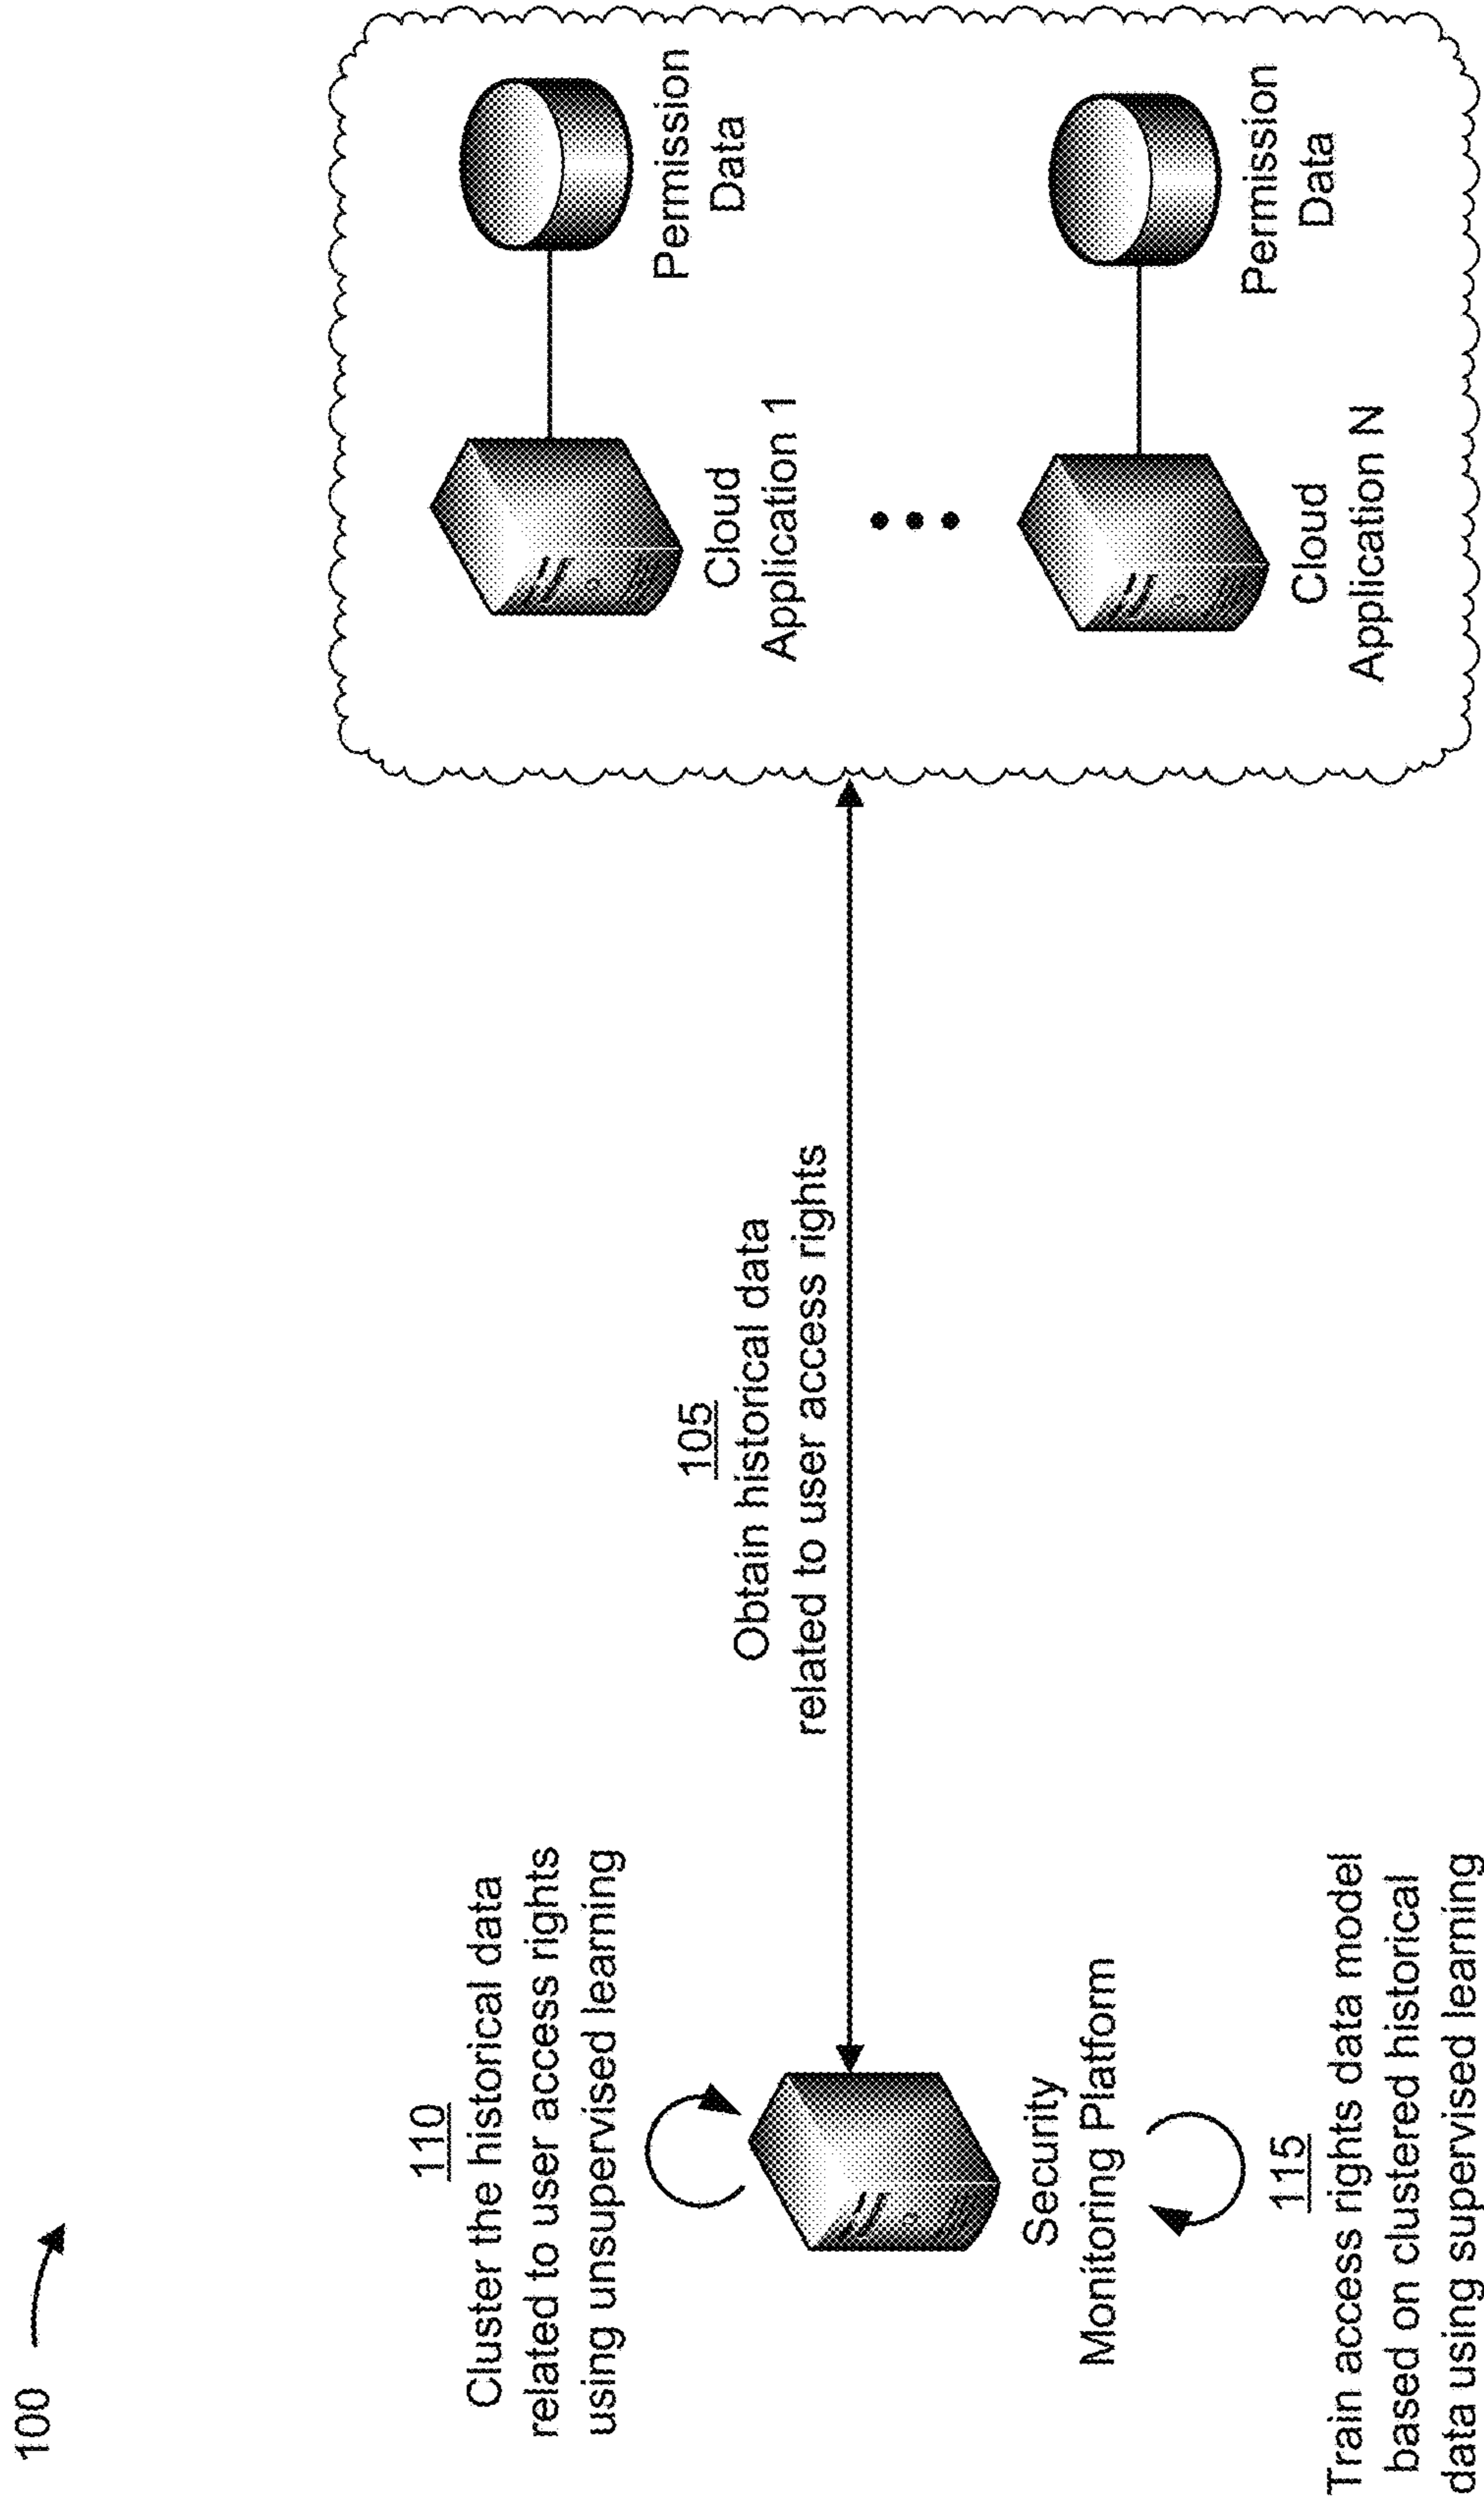 100
110
Cluster the historical data
related to user access rights
using unsupervised learning
Security
Monitoring Platform
115
Train access rights data model
based on clustered historical
data using supervised learning
105
Obtain historical data
related to user access rights
Cloud
Application 1
Permission
Data
Cloud
Application N
Permission
Data